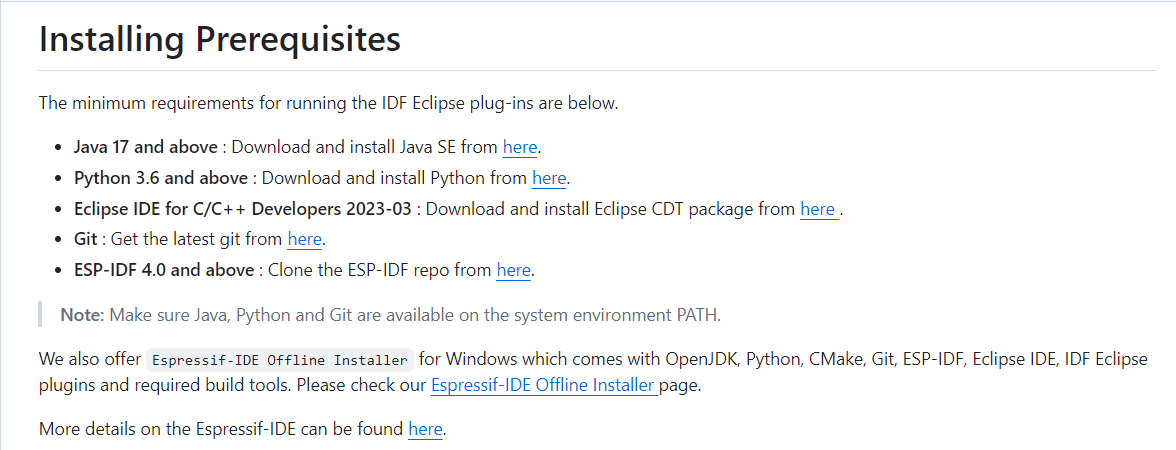 Installing Prerequisites
The minimum requirements for running the IDF Eclipse plug-ins are below.
• Java 17 and above : Download and install Java SE from here.
• Python 3.6 and above : Download and install Python from here.
• Eclipse IDE for C/C++ Developers 2023-03 : Download and install Eclipse CDT package from here .
• Git : Get the latest git from here.
• ESP-IDF 4.0 and above : Clone the ESP-IDF repo from here.
Note: Make sure Java, Python and Git are available on the system environment PATH.
We also offer Espressif-IDE Offline Installer for Windows which comes with OpenJDK, Python, CMake, Git, ESP-IDF, Eclipse IDE, IDF Eclipse
plugins and required build tools. Please check our Espressif-IDE Offline Installer page.
More details on the Espressif-IDE can be found here.